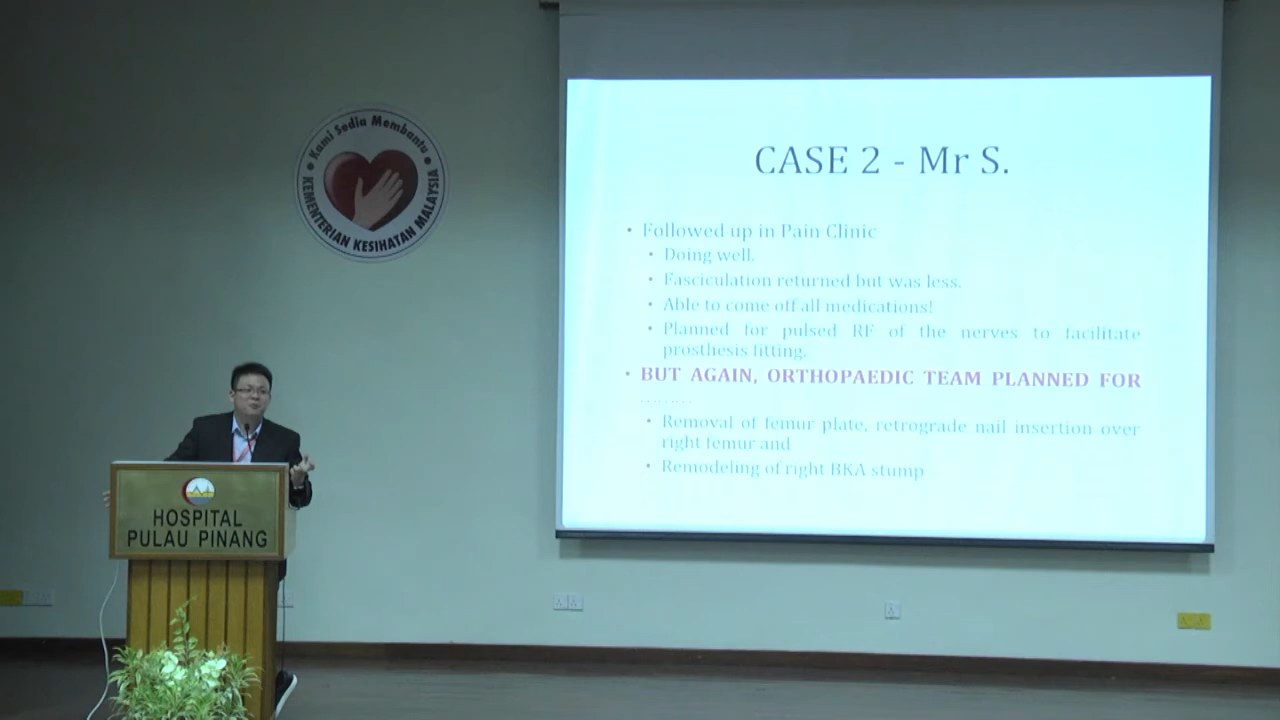 Kami Sedia Membantu
KEMENTERIAN KESIHATAN MALAYSIA
HOSPITAL
PULAU PINANG
CASE 2 - Mr S.
• Followed up in Pain Clinic
• Doing well.
• Fasciculation returned but was less.
• Able to come off all medications!
• Planned for pulsed RF of the nerves to facilitate
prosthesis fitting.
• BUT AGAIN, ORTHOPAEDIC TEAM PLANNED FOR
.........
• Removal of femur plate, retrograde nail insertion over
right femur and
• Remodeling of right BKA stump